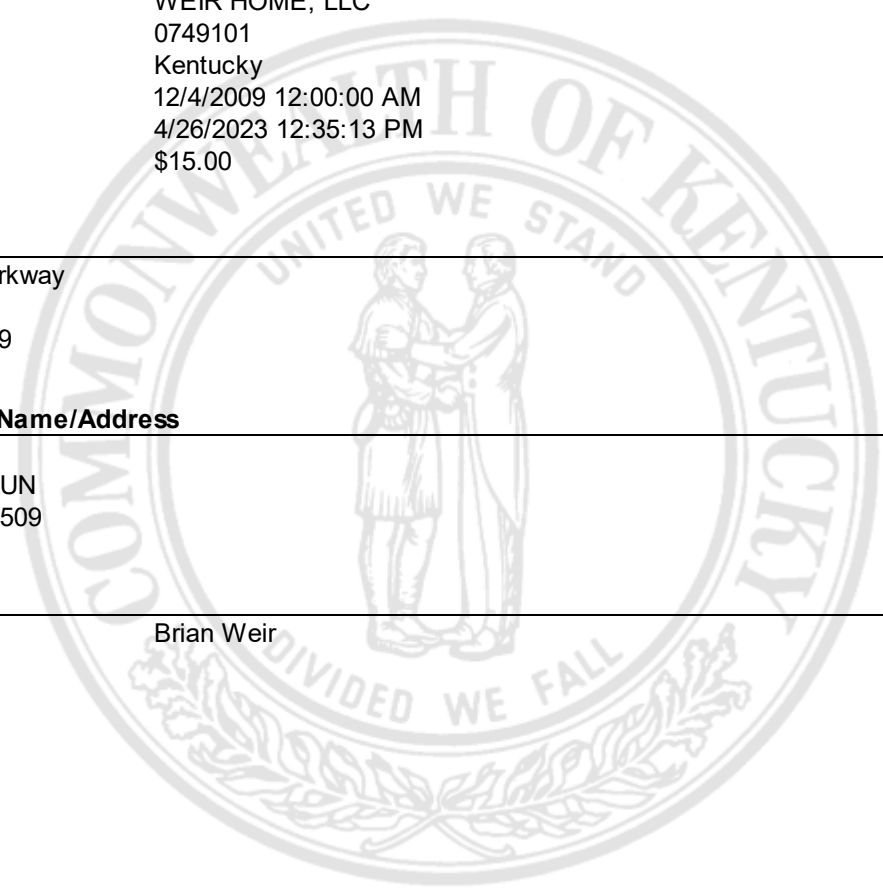 WEIR HOME, LLC
0749101
Kentucky
12/4/2009 12:00:00 AM
4/26/2023 12:35:13 PM
$15.00
COMMONWEALTH OF KENTUCKY
UNITED WE STAND
rkway
9
Name/Address
UN
509
Brian Weir
DIVIDED WE FALL